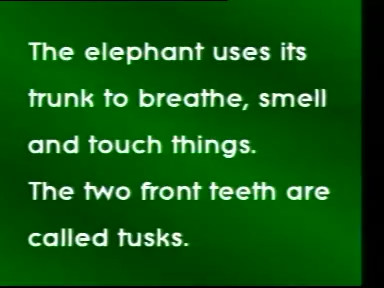 The elephant uses its
trunk to breathe, smell
and touch things.
The two front teeth are
called tusks.